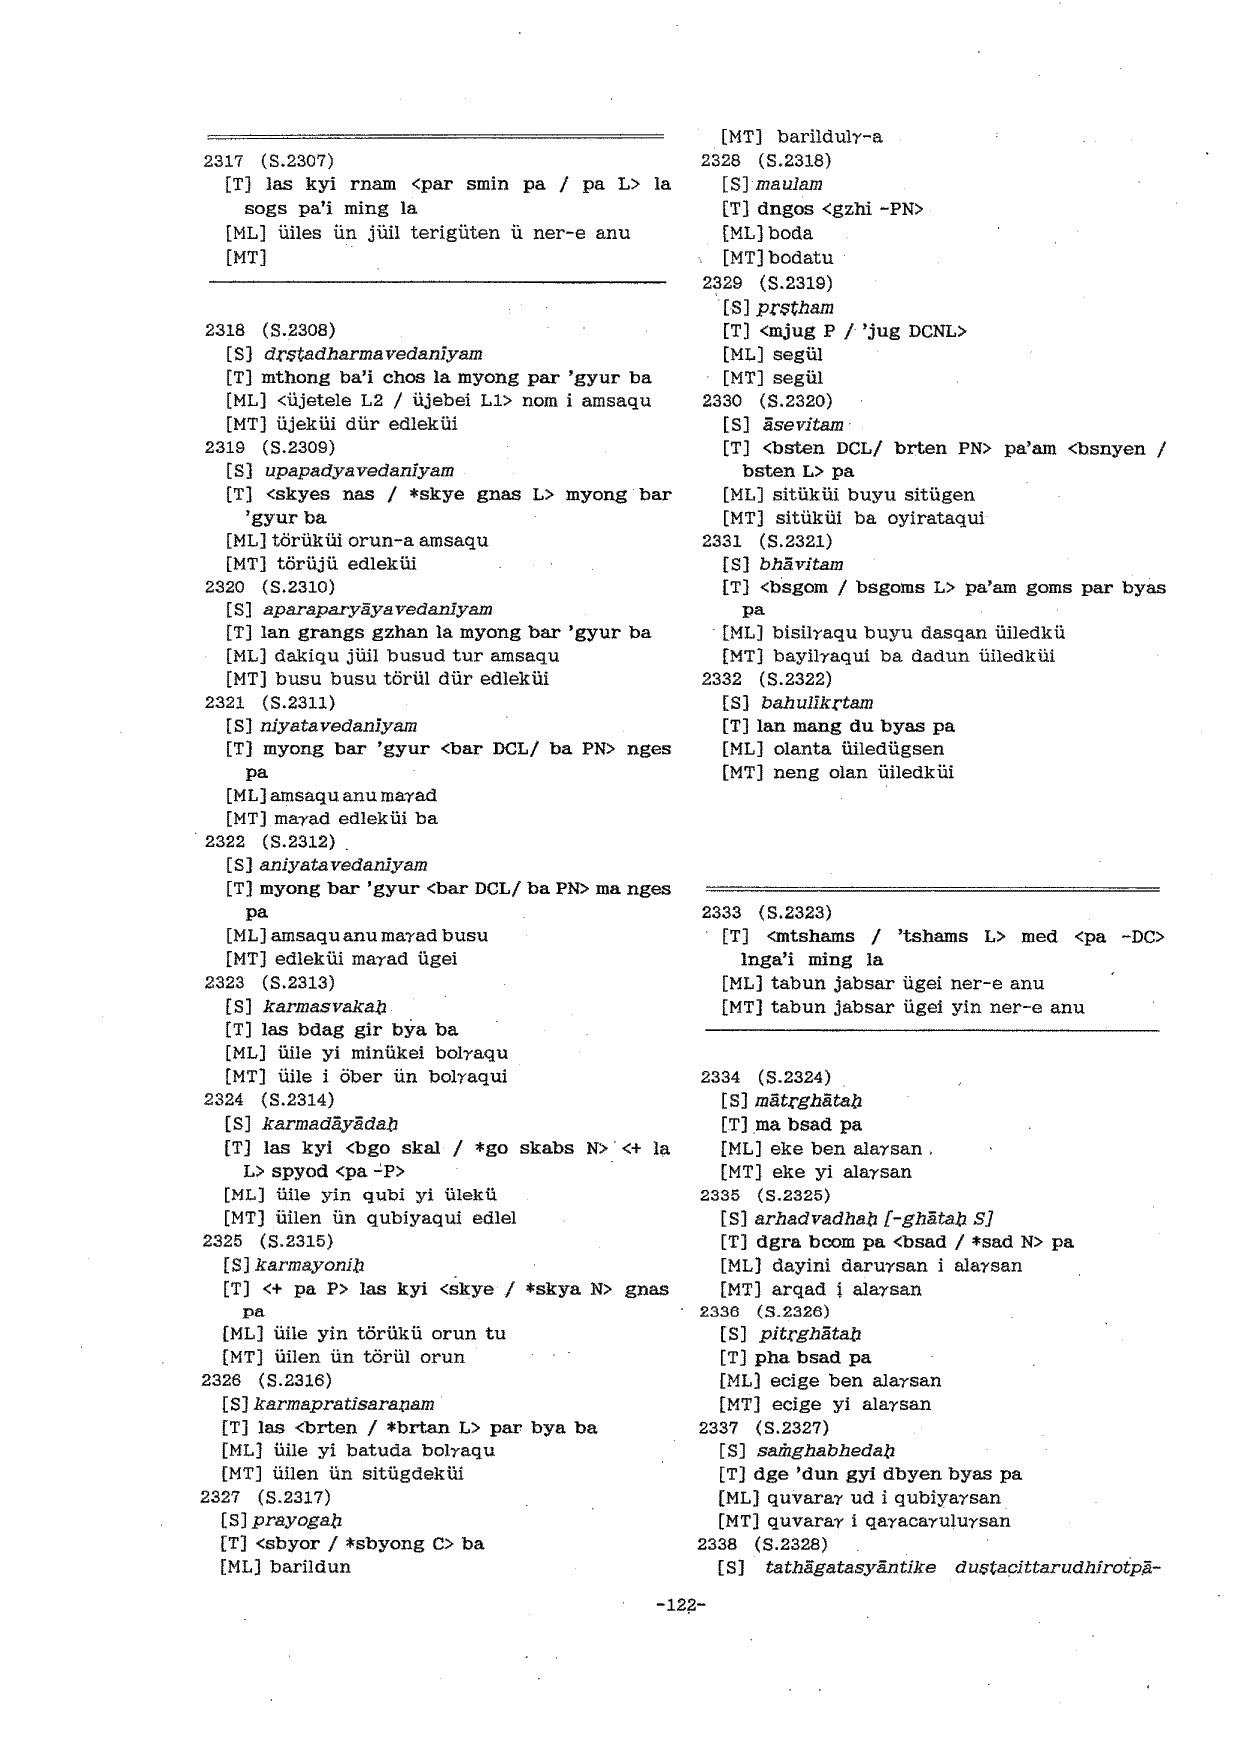 2317 (S.2307)
[T] las kyi rnam <par smin pa / pa L> la
sogs pa'i ming la
[ML] üiles ün jüil terigüten ü ner-e anu
[MT]
2318 (S.2308)
[S] dṛṣṭadharmavedanīyam
[T] mthong ba'i chos la myong par 'gyur ba
[ML] <üjetele L2 / üjebei L1> nom i amsaqu
[MT] üjeküi dür edleküi
2319 (S.2309)
[S] upapadyavedanīyam
[T] <skyes nas / *skye gnas L> myong bar
'gyur ba
[ML] törüküi orun-a amsaqu
[MT] törüjü edleküi
2320 (S.2310)
[S] aparaparyāyavedanīyam
[T] lan grangs gzhan la myong bar 'gyur ba
[ML] dakiqu jüil busud tur amsaqu
[MT] busu busu törül dür edleküi
2321 (S.2311)
[S] niyatavedanīyam
[T] myong bar 'gyur <bar DCL/ ba PN> nges
pa
[ML] amsaqu anu maγad
[MT] maγad edleküi ba
2322 (S.2312)
[S] aniyatavedanīyam
[T] myong bar 'gyur <bar DCL/ ba PN> ma nges
pa
[ML] amsaqu anu maγad busu
[MT] edleküi maγad ügei
2323 (S.2313)
[S] karmasvakaḥ
[T] las bdag gir bya ba
[ML] üile yi minükei bolγaqu
[MT] üile i öber ün bolγaqui
2324 (S.2314)
[S] karmadāyādaḥ
[T] las kyi <bgo skal / *go skabs N> <+ la
L> spyod <pa -P>
[ML] üile yin qubi yi ülekü
[MT] üilen ün qubiyaqui edlel
2325 (S.2315)
[S] karmayoniḥ
[T] <+ pa P> las kyi <skye / *skya N> gnas
pa
[ML] üile yin törükü orun tu
[MT] üilen ün törül orun
2326 (S.2316)
[S] karmapratisaraṇam
[T] las <brten / *brtan L> par bya ba
[ML] üile yi batuda bolγaqu
[MT] üilen ün sitügdeküi
2327 (S.2317)
[S] prayogaḥ
[T] <sbyor / *sbyong C> ba
[ML] barildun
[MT] barildulγ-a
2328 (S.2318)
[S] maulam
[T] dngos <gzhi -PN>
[ML] boda
[MT] bodatu
2329 (S.2319)
[S] pṛṣṭham
[T] <mjug P / 'jug DCNL>
[ML] segül
[MT] segül
2330 (S.2320)
[S] āsevitam
[T] <bsten DCL/ brten PN> pa'am <bsnyen /
bsten L> pa
[ML] sitüküi buyu sitügen
[MT] sitüküi ba oyirataqui
2331 (S.2321)
[S] bhāvitam
[T] <bsgom / bsgoms L> pa'am goms par byas
pa
[ML] bisilγaqu buyu dasqan üiledkü
[MT] bayilγaqui ba dadun üiledküi
2332 (S.2322)
[S] bahulīkṛtam
[T] lan mang du byas pa
[ML] olanta üiledügsen
[MT] neng olan üiledküi
2333 (S.2323)
[T] <mtshams / 'tshams L> med <pa -DC>
lnga'i ming la
[ML] tabun jabsar ügei ner-e anu
[MT] tabun jabsar ügei yin ner-e anu
2334 (S.2324)
[S] mātṛghātaḥ
[T] ma bsad pa
[ML] eke ben alaγsan
[MT] eke yi alaγsan
2335 (S.2325)
[S] arhadvadhaḥ [-ghātaḥ S]
[T] dgra bcom pa <bsad / *sad N> pa
[ML] dayini daruγsan i alaγsan
[MT] arqad i alaγsan
2336 (S.2326)
[S] pitṛghātaḥ
[T] pha bsad pa
[ML] ecige ben alaγsan
[MT] ecige yi alaγsan
2337 (S.2327)
[S] saṁghabhedaḥ
[T] dge 'dun gyi dbyen byas pa
[ML] quvaraγ ud i qubiyaγsan
[MT] quvaraγ i qaγacaγuluγsan
2338 (S.2328)
[S] tathāgatasyāntike duṣṭacittarudhirotpā-
-122-